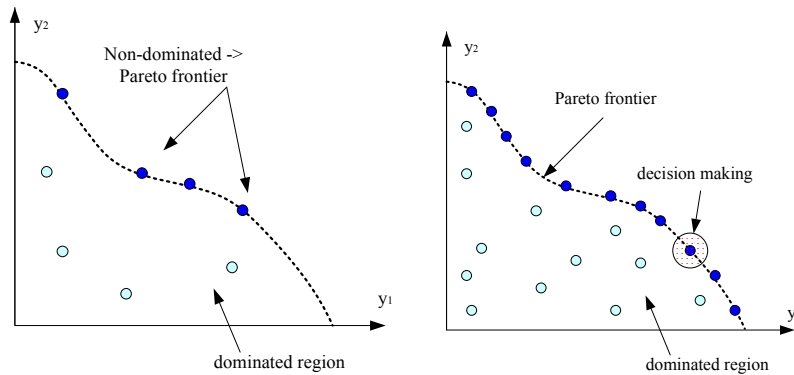 y2
Non-dominated ->
Pareto frontier
y1
dominated region
y2
Pareto frontier
decision making
y
dominated region